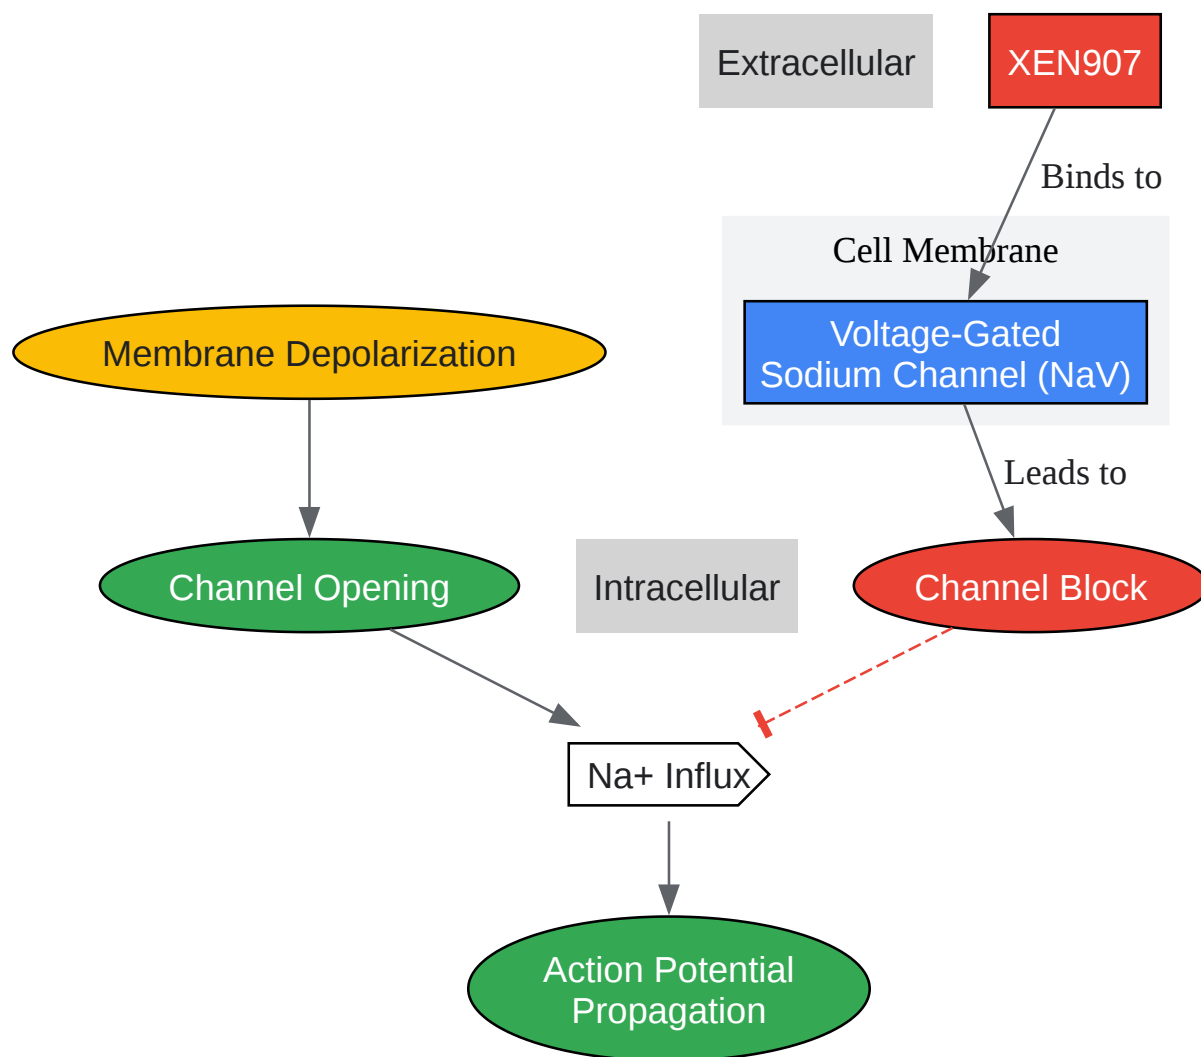 Extracellular
XEN907
Binds to
Cell Membrane
Voltage-Gated
Sodium Channel (NaV)
Membrane Depolarization
Leads to
Channel Opening
Intracellular
Channel Block
Na+ Influx
Action Potential
Propagation